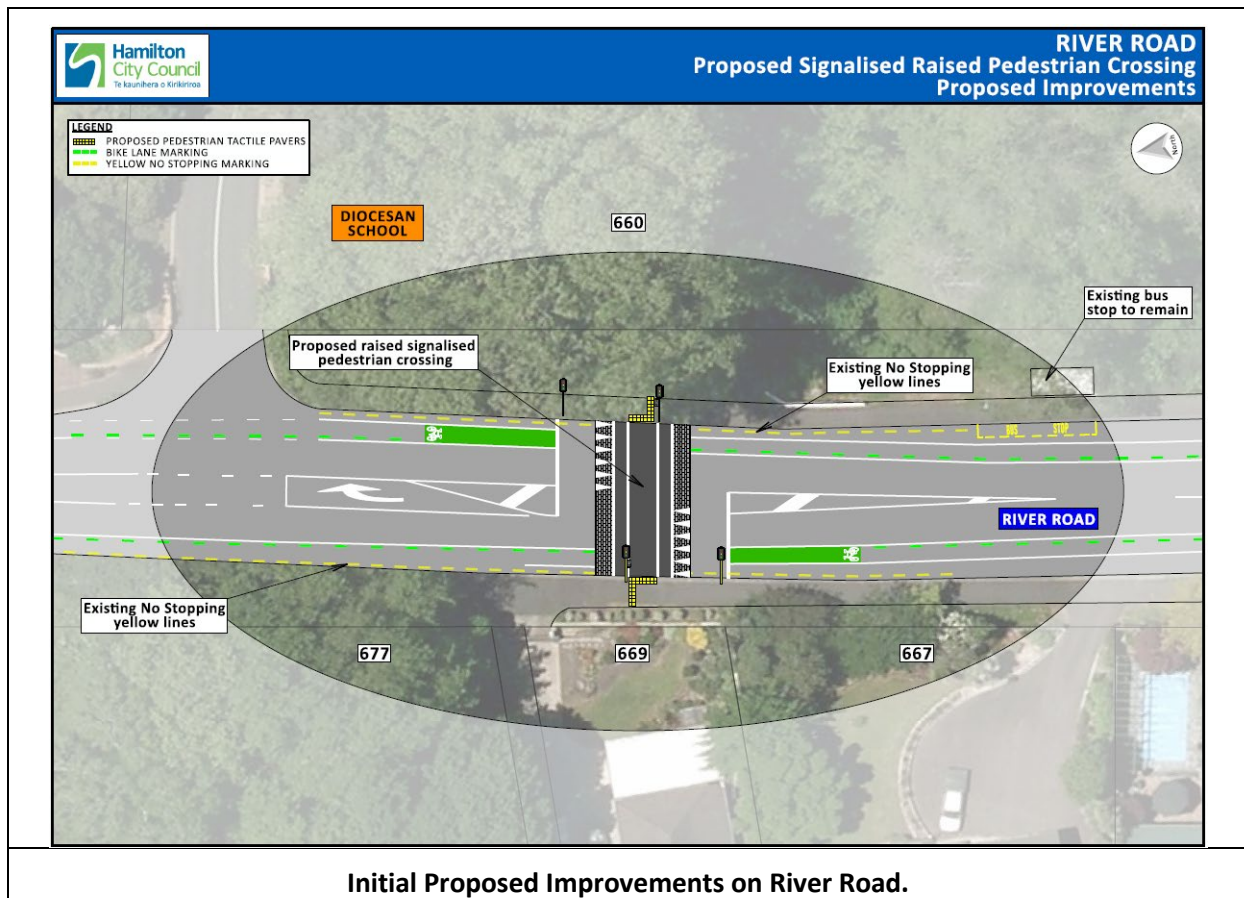 Hamilton
City Council
Te kaunihera o Kirikiriroa
RIVER ROAD
Proposed Signalised Raised Pedestrian Crossing
Proposed Improvements
LEGEND
PROPOSED PEDESTRIAN TACTILE PAVERS
BIKE LANE MARKING
YELLOW NO STOPPING MARKING
North
DIOCESAN
SCHOOL
660
Existing bus
stop to remain
Proposed raised signalised
pedestrian crossing
Existing No Stopping
yellow lines
BUS STOP
RIVER ROAD
Existing No Stopping
yellow lines
677
669
667
Initial Proposed Improvements on River Road.